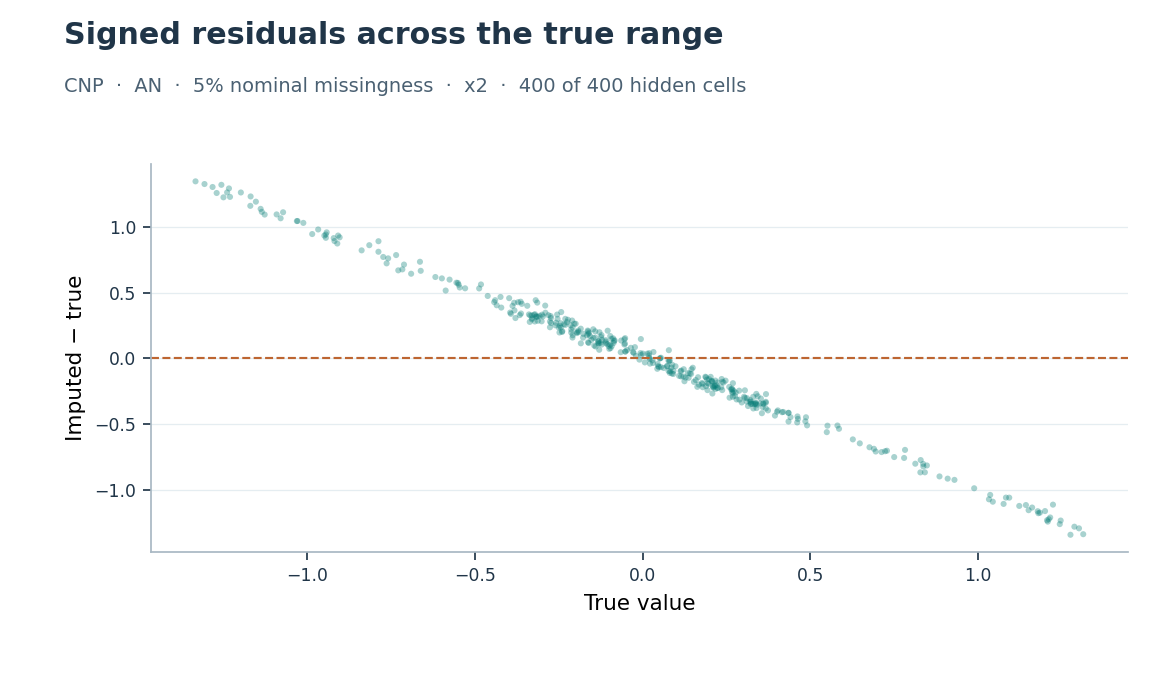 Signed residuals across the true range
CNP · AN · 5% nominal missingness · x2 · 400 of 400 hidden cells
Imputed − true
1.0
0.5
0.0
−0.5
−1.0
−1.0 −0.5 0.0 0.5 1.0
True value